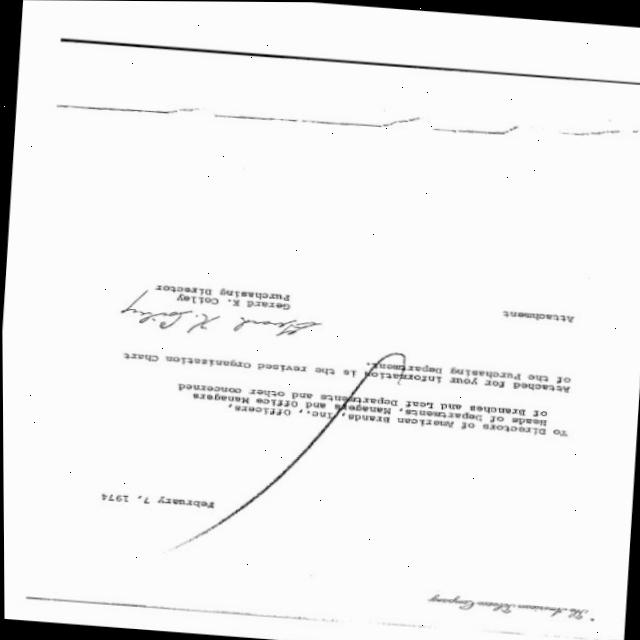 The American Tobacco Company
February 7, 1974
To Directors of American Brands, Inc., Officers,
Heads of Departments, Managers and Office Managers
of Branches and Leaf Departments and other concerned
Attached for your information is the revised Organization Chart
of the Purchasing Department.
Gerard K. Coiley
Gerard K. Coiley
Purchasing Director
Attachment